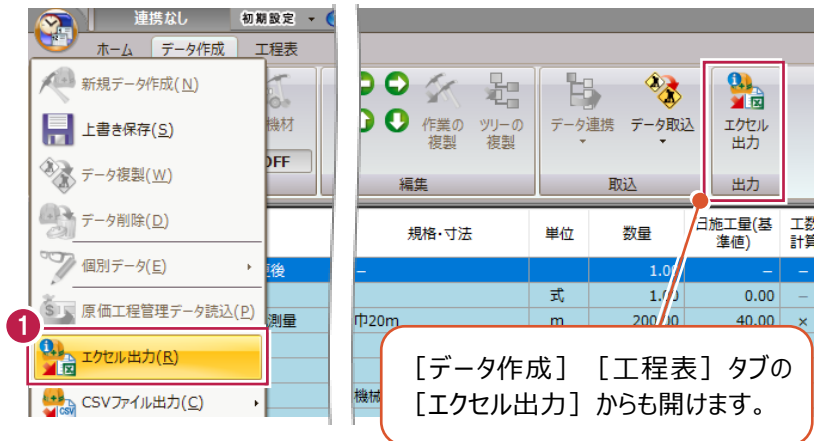 連携なし
初期設定
ホーム
データ作成
工程表
新規データ作成(N)
上書き保存(S)
データ複製(W)
データ削除(D)
個別データ(E)
原価工程管理データ読込(P)
1
エクセル出力(R)
CSVファイル出力(C)
CSV
機材
OFF
作業の
複製
ツリーの
複製
編集
データ連携
データ取込
取込
エクセル
出力
出力
規格・寸法
単位
数量
日施工量(基
準値)
工数
計算
後
–
1.00
–
–
式
1.00
0.00
–
測量
巾20m
m
200.00
40.00
×
機械
[データ作成] [工程表] タブの
[エクセル出力] からも開けます。